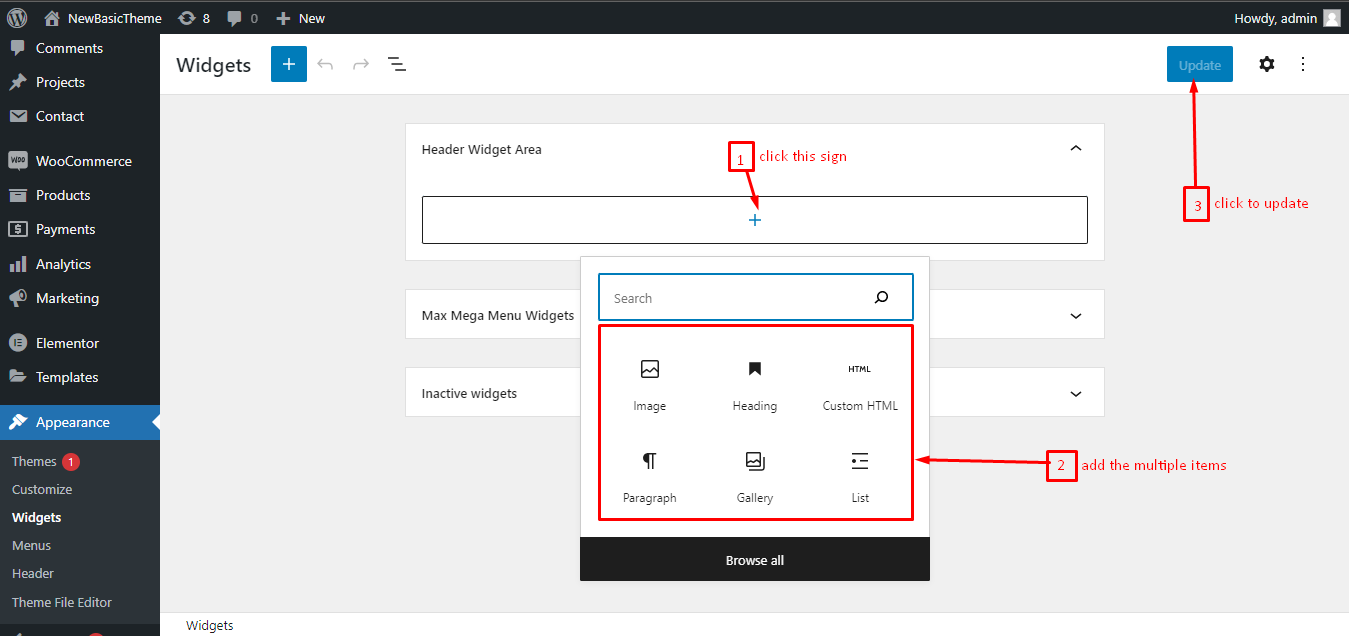 NewBasicTheme 8 0 New Howdy, admin
Comments
Projects
Contact
WOO WooCommerce
Products
Payments
Analytics
Marketing
Elementor
Templates
Appearance
Themes 1
Customize
Widgets
Menus
Header
Theme File Editor
Widgets Update
Header Widget Area
1 click this sign
3 click to update
Search
Max Mega Menu Widgets
Image Heading HTML Custom HTML
Inactive widgets
Paragraph Gallery List
2 add the multiple items
Browse all
Widgets